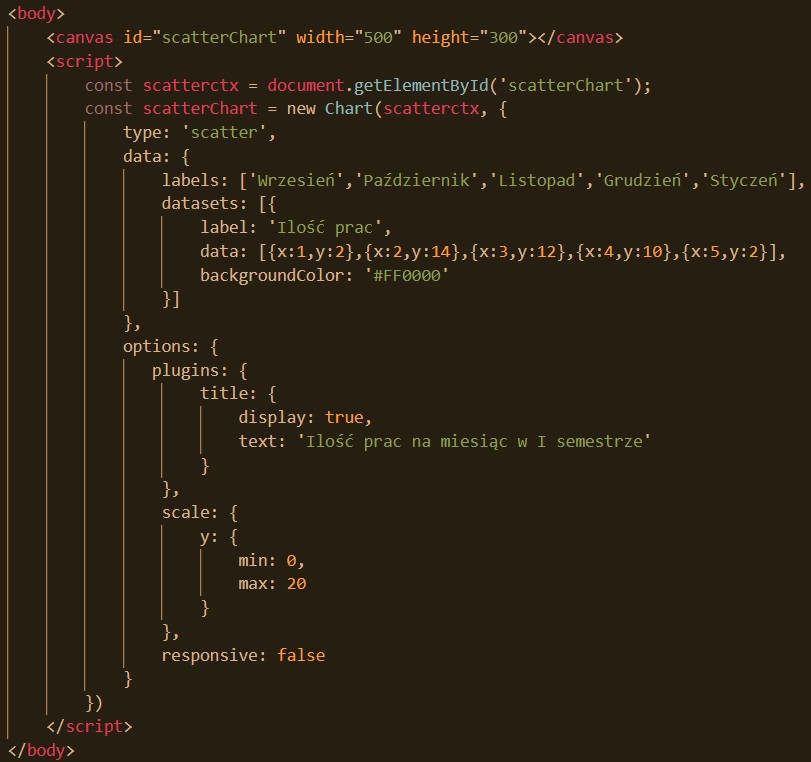 <body>
<canvas id="scatterChart" width="500" height="300"></canvas>
<script>
const scatterctx = document.getElementById('scatterChart');
const scatterChart = new Chart(scatterctx, {
type: 'scatter',
data: {
labels: ['Wrzesień','Październik','Listopad','Grudzień','Styczeń'],
datasets: [{
label: 'Ilość prac',
data: [{x:1,y:2},{x:2,y:14},{x:3,y:12},{x:4,y:10},{x:5,y:2}],
backgroundColor: '#FF0000'
}]
},
options: {
plugins: {
title: {
display: true,
text: 'Ilość prac na miesiąc w I semestrze'
}
},
scale: {
y: {
min: 0,
max: 20
}
},
responsive: false
}
})
</script>
</body>